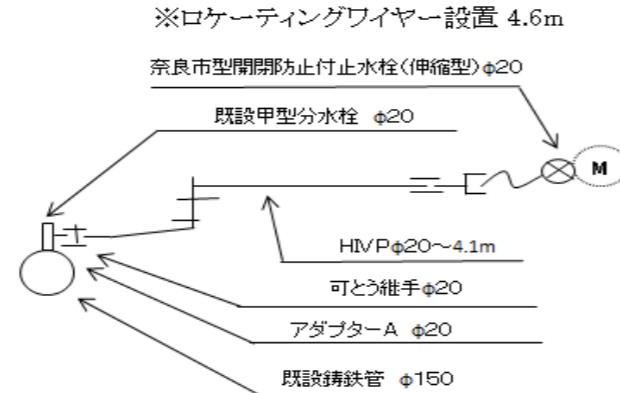 ※ロケーティングワイヤー設置 4.6m
奈良市型開閉防止付止水栓(伸縮型)φ20
既設甲型分水栓 φ20
M
HIVPφ20～4.1m
可とう継手φ20
アダプターA φ20
既設鋳鉄管 φ150